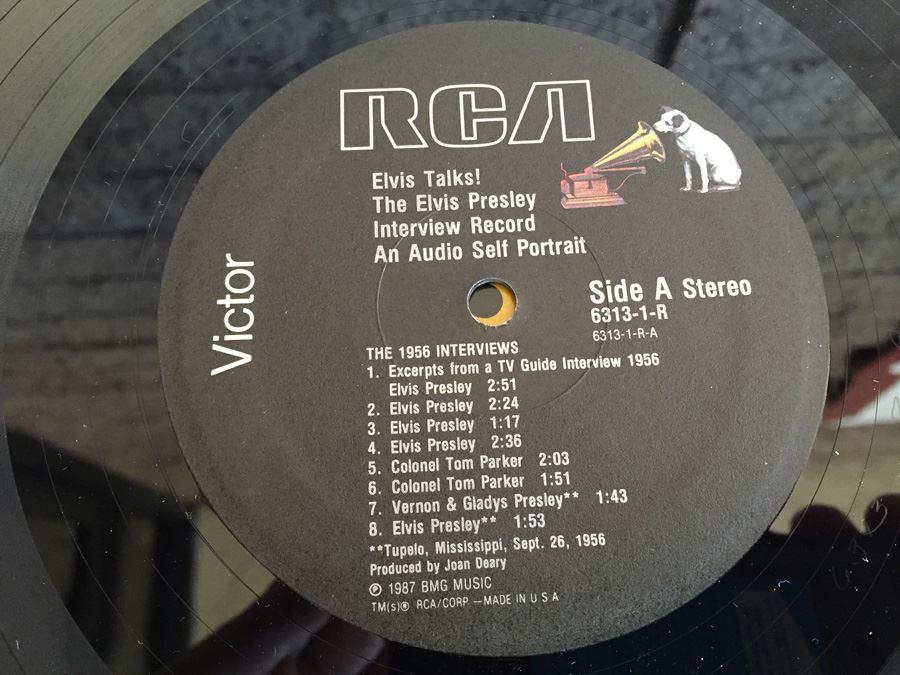 RCA
Elvis Talks!
The Elvis Presley
Interview Record
An Audio Self Portrait
Victor
Side A Stereo
6313-1-R
6313-1-R-A
THE 1956 INTERVIEWS
1. Excerpts from a TV Guide Interview 1956
Elvis Presley 2:51
2. Elvis Presley 2:24
3. Elvis Presley 1:17
4. Elvis Presley 2:36
5. Colonel Tom Parker 2:03
6. Colonel Tom Parker 1:51
7. Vernon & Gladys Presley** 1:43
8. Elvis Presley** 1:53
**Tupelo, Mississippi, Sept. 26, 1956
Produced by Joan Deary
℗ 1987 BMG MUSIC
TM(s)® RCA/CORP —MADE IN U S A